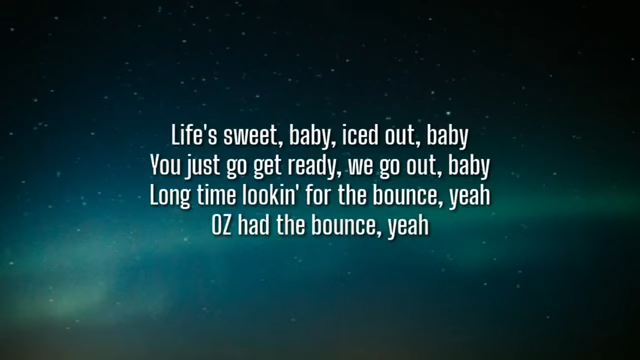 Life's sweet, baby, iced out, baby
You just go get ready, we go out, baby
Long time lookin' for the bounce, yeah
OZ had the bounce, yeah